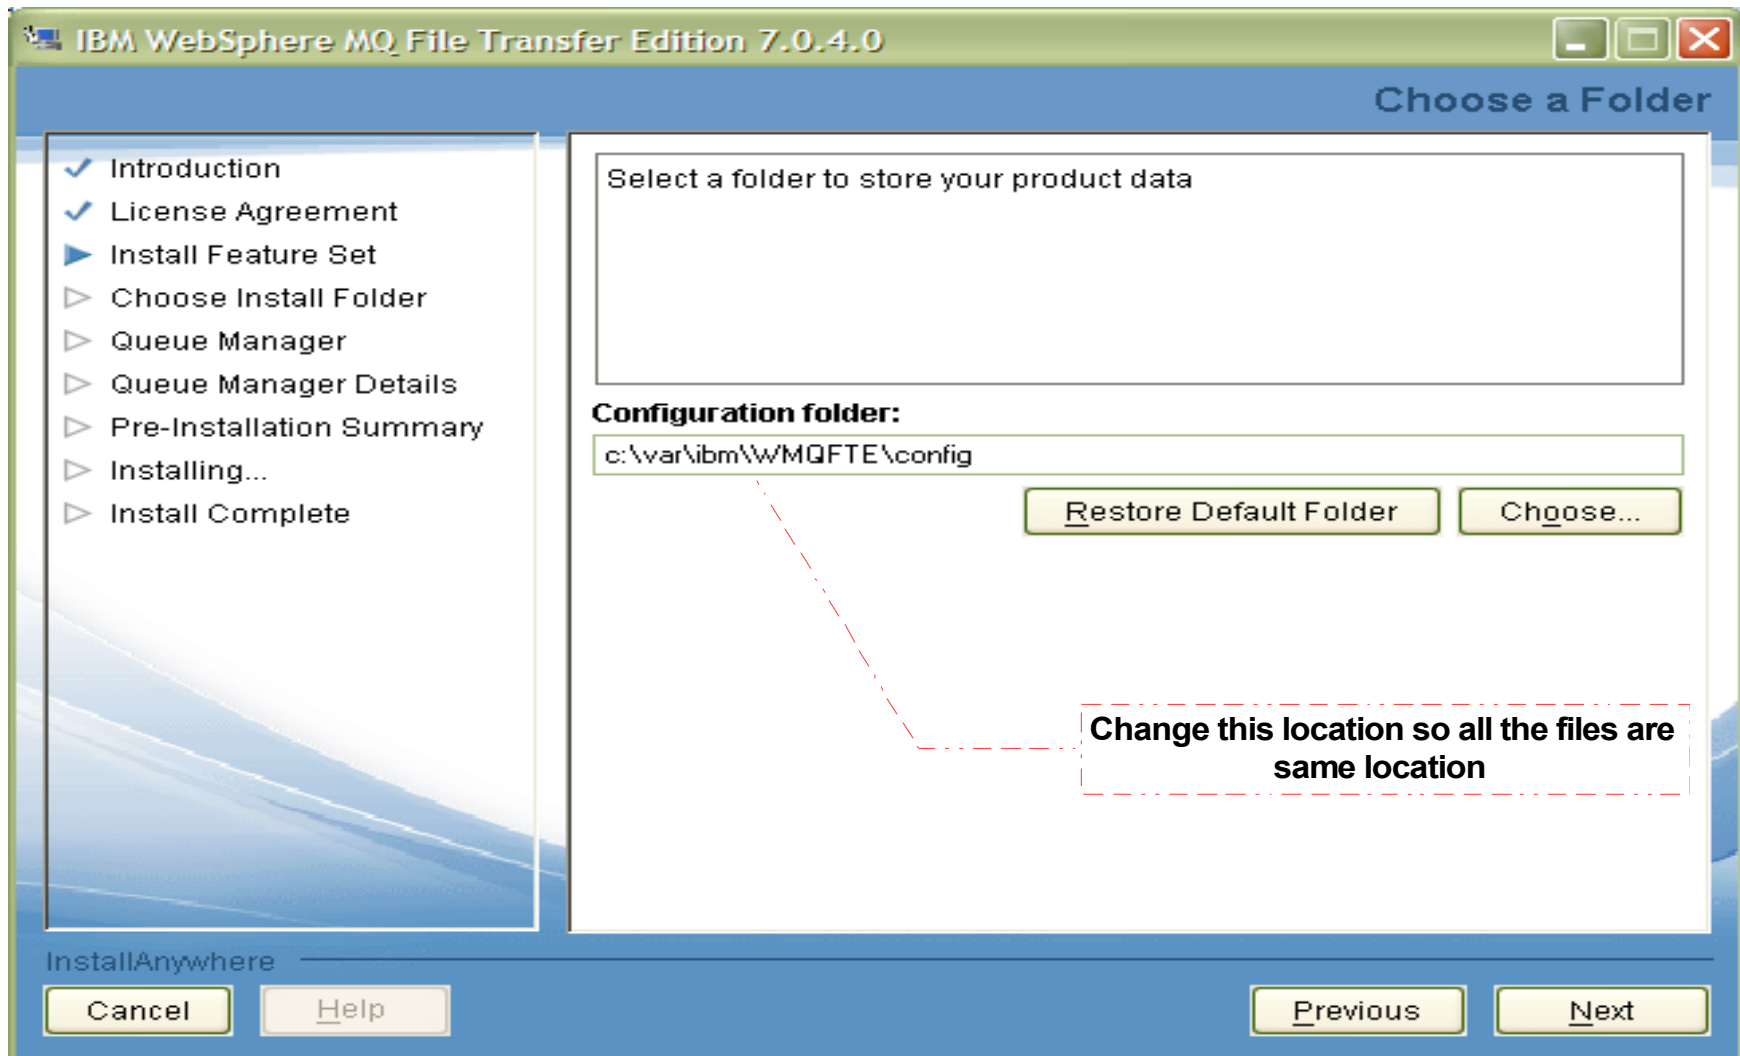 IBM WebSphere MQ File Transfer Edition 7.0.4.0
Choose a Folder
Introduction
License Agreement
Install Feature Set
Choose Install Folder
Queue Manager
Queue Manager Details
Pre-Installation Summary
Installing...
Install Complete
Select a folder to store your product data
Configuration folder:
c:\var\ibm\WMQFTE\config
Restore Default Folder
Choose...
Change this location so all the files are
same location
InstallAnywhere
Cancel
Help
Previous
Next